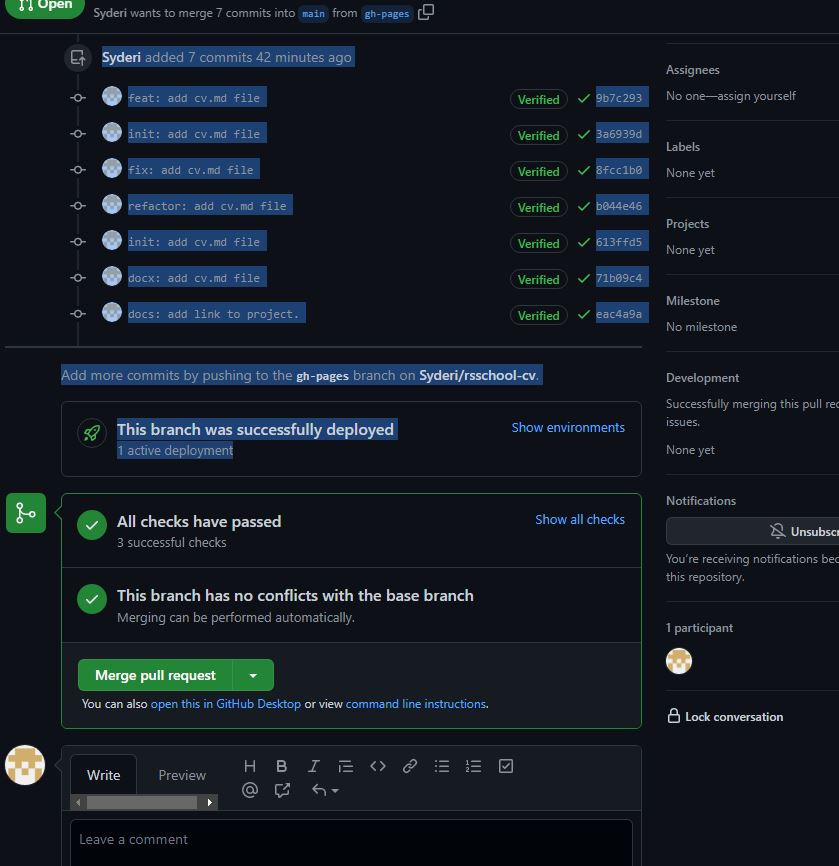 Open
Syderi wants to merge 7 commits into main from gh-pages
Syderi added 7 commits 42 minutes ago
feat: add cv.md file Verified 9b7c293
init: add cv.md file Verified 3a6939d
fix: add cv.md file Verified 8fcc1b0
refactor: add cv.md file Verified b044e46
init: add cv.md file Verified 613ffd5
docx: add cv.md file Verified 71b09c4
docs: add link to project. Verified eac4a9a
Add more commits by pushing to the gh-pages branch on Syderi/rsschool-cv.
This branch was successfully deployed
1 active deployment
Show environments
All checks have passed
3 successful checks
Show all checks
This branch has no conflicts with the base branch
Merging can be performed automatically.
Merge pull request
You can also open this in GitHub Desktop or view command line instructions.
Write Preview
H B I
Leave a comment
Assignees
No one—assign yourself
Labels
None yet
Projects
None yet
Milestone
No milestone
Development
Successfully merging this pull
issues.
None yet
Notifications
Unsubscr
You're receiving notifications
this repository.
1 participant
Lock conversation